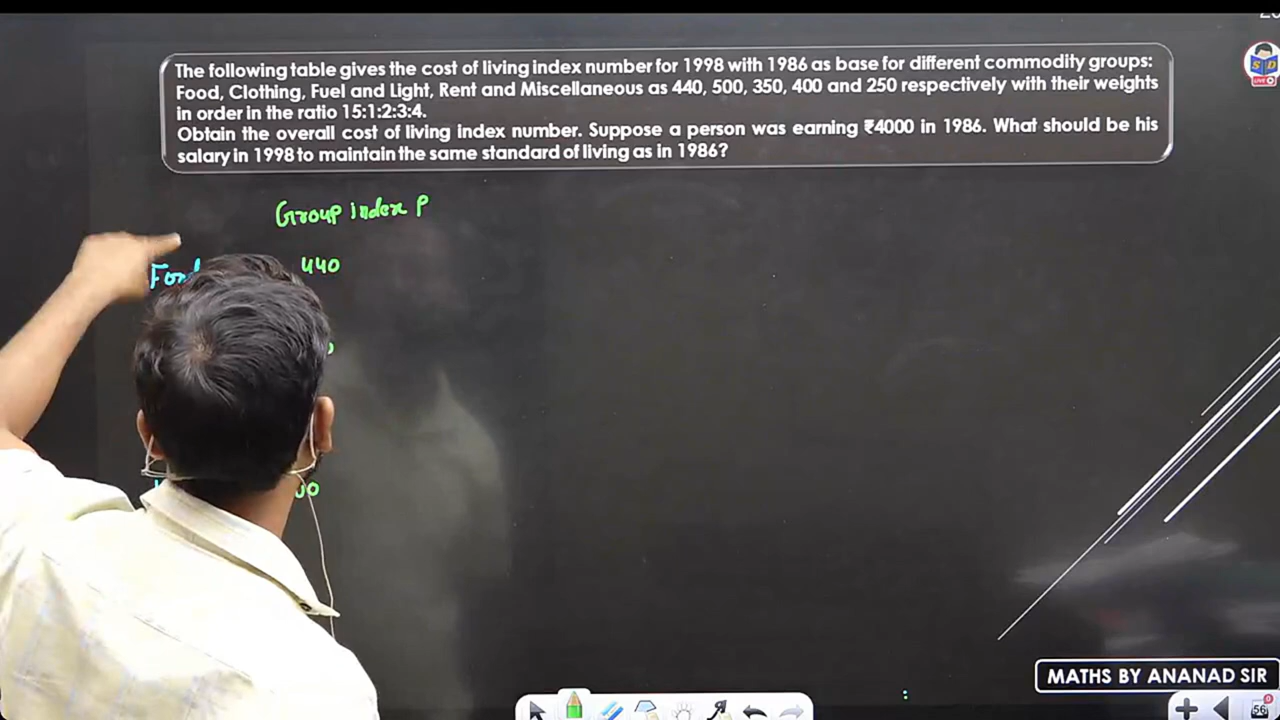 The following table gives the cost of living index number for 1998 with 1986 as base for different commodity groups:
Food, Clothing, Fuel and Light, Rent and Miscellaneous as 440, 500, 350, 400 and 250 respectively with their weights
in order in the ratio 15:1:2:3:4.
Obtain the overall cost of living index number. Suppose a person was earning ₹4000 in 1986. What should be his
salary in 1998 to maintain the same standard of living as in 1986?
Group index P
Food 440
MATHS BY ANANAD SIR